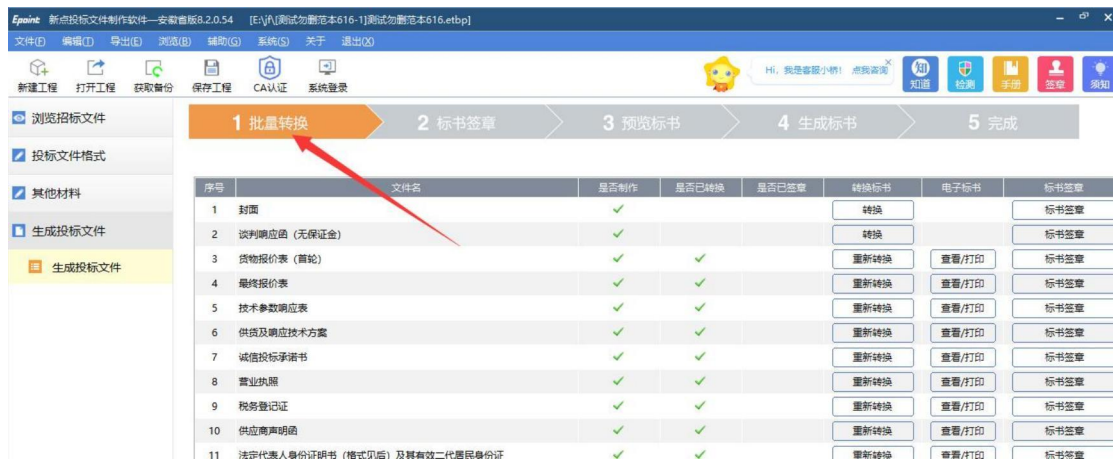 Epoint 新点投标文件制作软件—安徽省版8.2.0.54 [E:\jf\[测试勿删范本616-1]测试勿删范本616.etbp]
文件(F) 编辑(T) 导出(E) 浏览(B) 辅助(G) 系统(S) 关于 退出(X)
新建工程 打开工程 获取备份 保存工程 CA认证 系统登录 Hi,我是客服小桥! 点我咨询 知 知道 检测 手册 签章 须知
浏览招标文件
投标文件格式
其他材料
生成投标文件
生成投标文件
1 批量转换 2 标书签章 3 预览标书 4 生成标书 5 完成
序号 文件名 是否制作 是否已转换 是否已签章 转换标书 电子标书 标书签章
1 封面 转换 标书签章
2 谈判响应函(无保证金) 转换 标书签章
3 货物报价表(首轮) 重新转换 查看/打印 标书签章
4 最终报价表 重新转换 查看/打印 标书签章
5 技术参数响应表 重新转换 查看/打印 标书签章
6 供货及响应技术方案 重新转换 查看/打印 标书签章
7 诚信投标承诺书 重新转换 查看/打印 标书签章
8 营业执照 重新转换 查看/打印 标书签章
9 税务登记证 重新转换 查看/打印 标书签章
10 供应商声明函 重新转换 查看/打印 标书签章
11 法定代表人身份证明书(格式见后)及其有效二代居民身份证 重新转换 查看/打印 标书签章